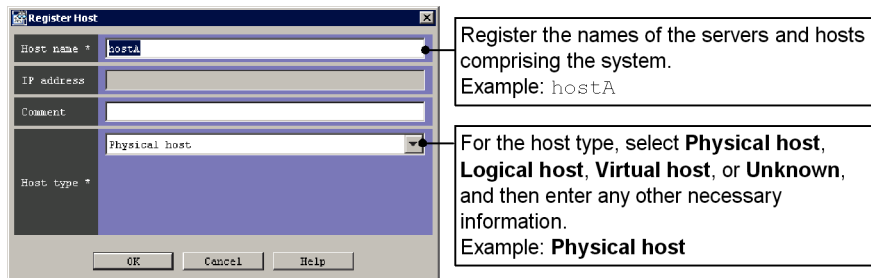 Register Host
Host name *
hostA
Register the names of the servers and hosts
comprising the system.
Example: hostA
IP address
Comment
Host type *
Physical host
For the host type, select Physical host,
Logical host, Virtual host, or Unknown,
and then enter any other necessary
information.
Example: Physical host
OK
Cancel
Help